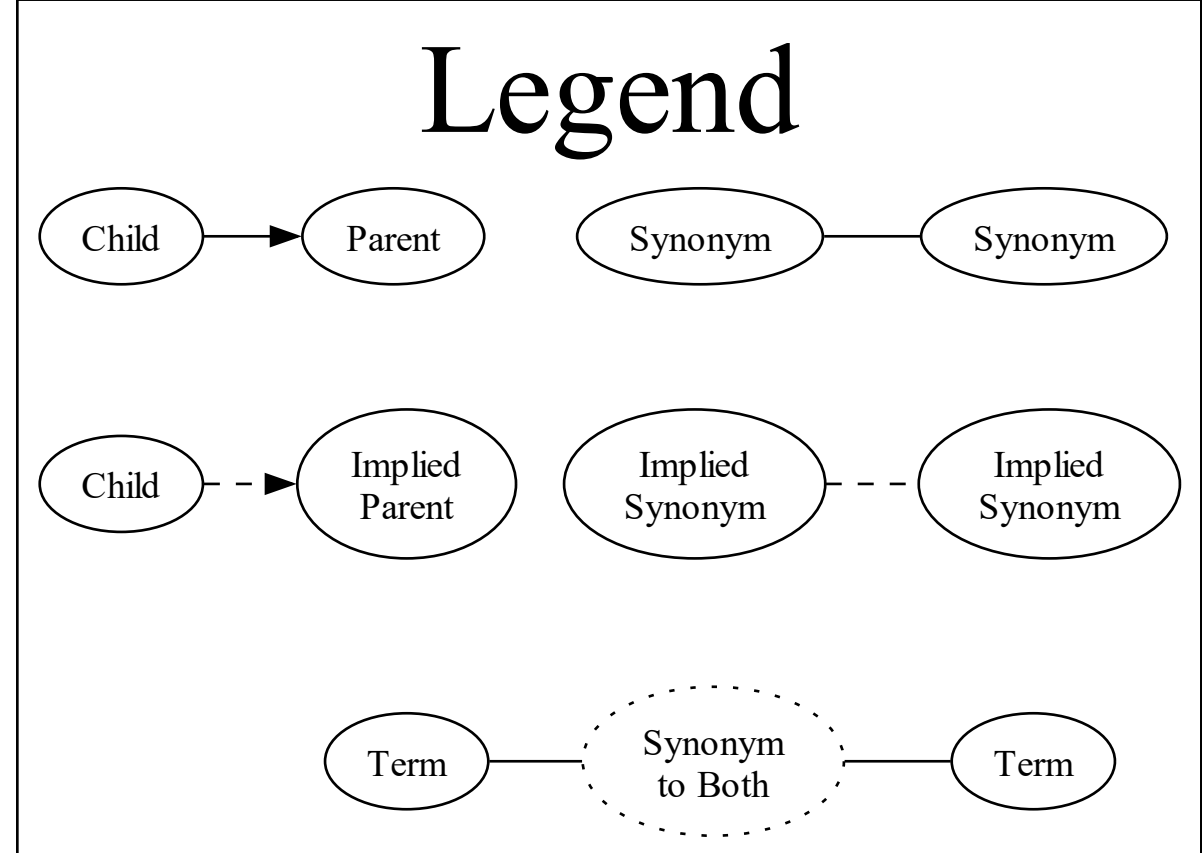 Legend
Child
Parent
Synonym
Synonym
Child
Implied
Parent
Implied
Synonym
Implied
Synonym
Term
Synonym
to Both
Term